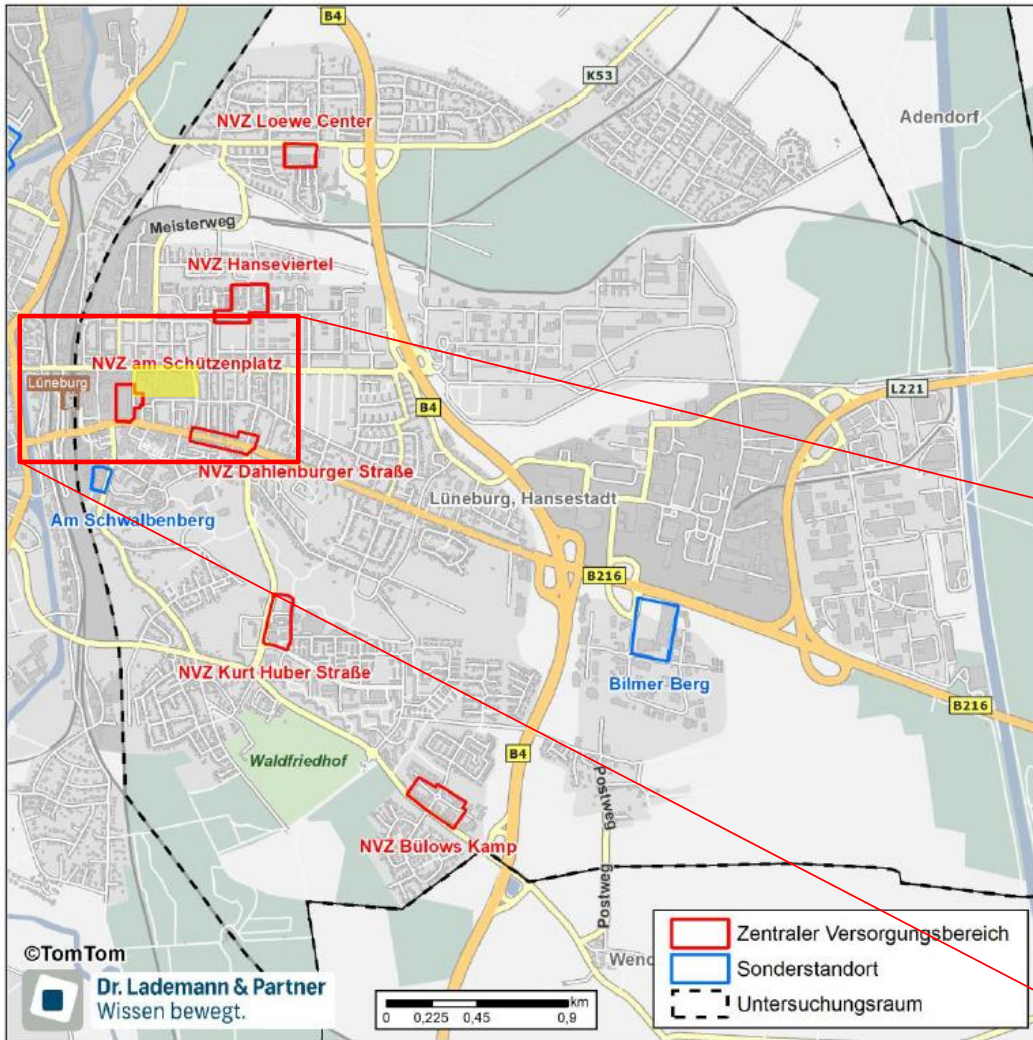 B4
K53
Adendorf
NVZ Loewe Center
Meisterweg
NVZ Hanseviertel
NVZ am Schützenplatz
Lüneburg
L221
B4
NVZ Dahlenburger Straße
Lüneburg, Hansestadt
Am Schwalbenberg
B216
NVZ Kurt Huber Straße
Bilmer Berg
B216
Waldfriedhof
B4
Postweg
NVZ Bülows Kamp
Postweg
©TomTom
Dr. Lademann & Partner
Wissen bewegt.
km
0 0,225 0,45 0,9
Zentraler Versorgungsbereich
Sonderstandort
Untersuchungsraum